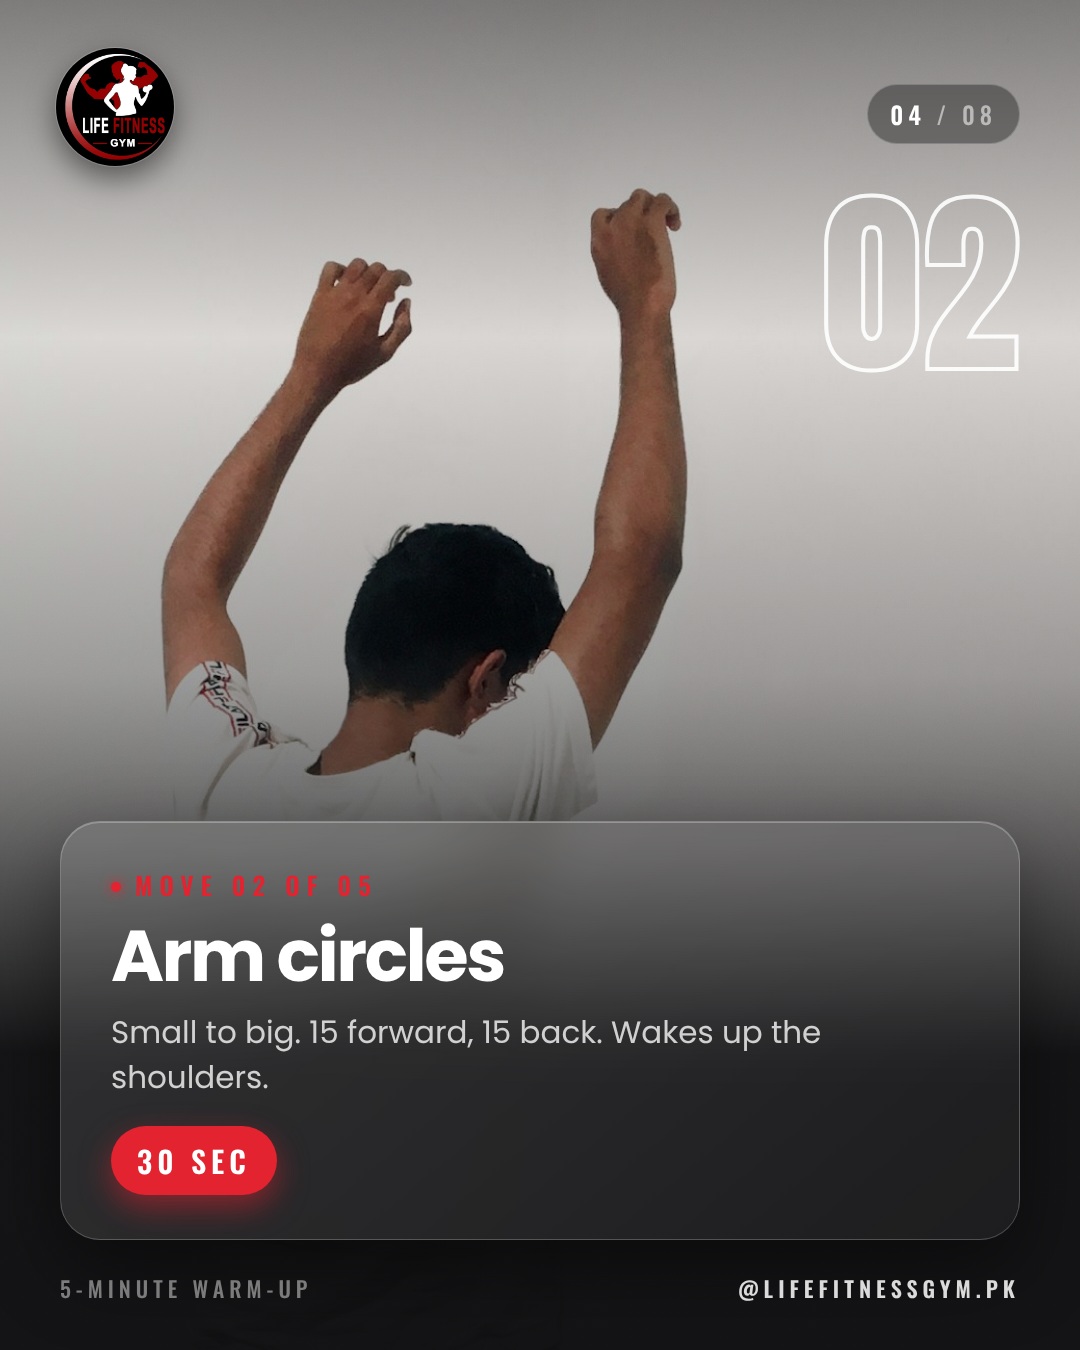 LIFE FITNESS
GYM
04 / 08
02
MOVE 02 OF 05
Arm circles
Small to big. 15 forward, 15 back. Wakes up the
shoulders.
30 SEC
5-MINUTE WARM-UP
@LIFEFITNESSGYM.PK